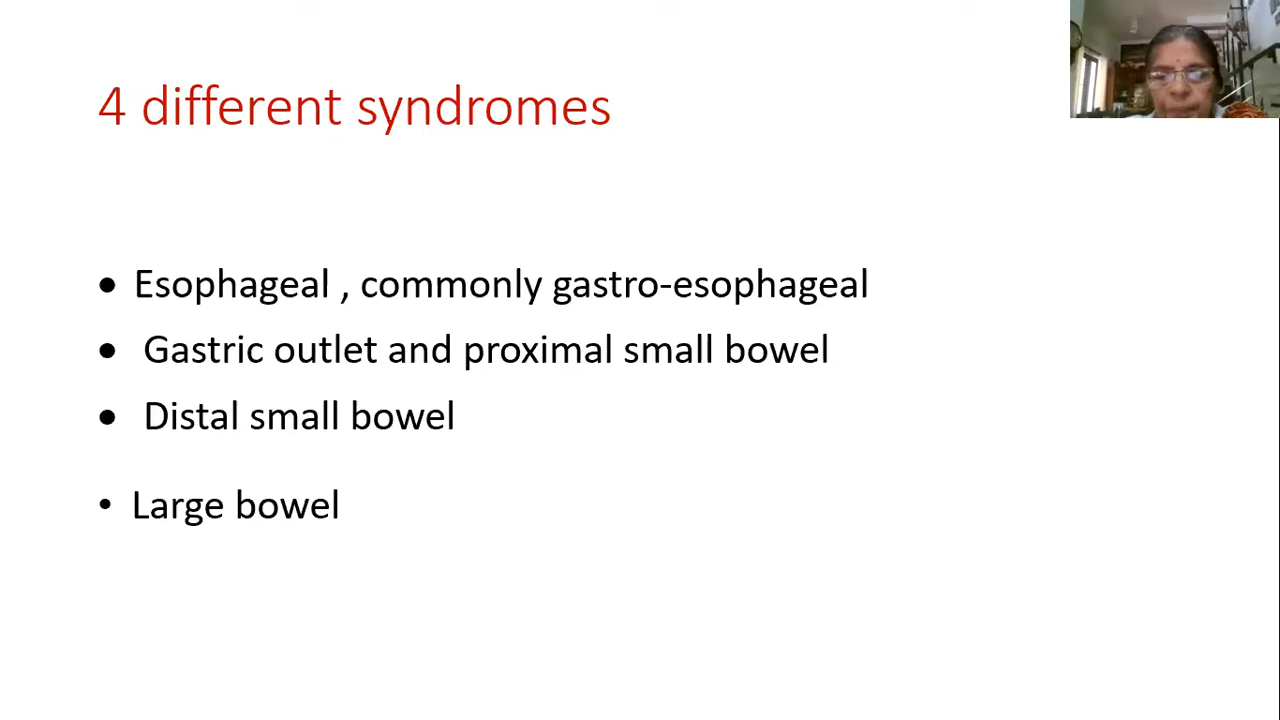 4 different syndromes
• Esophageal , commonly gastro-esophageal
• Gastric outlet and proximal small bowel
• Distal small bowel
• Large bowel